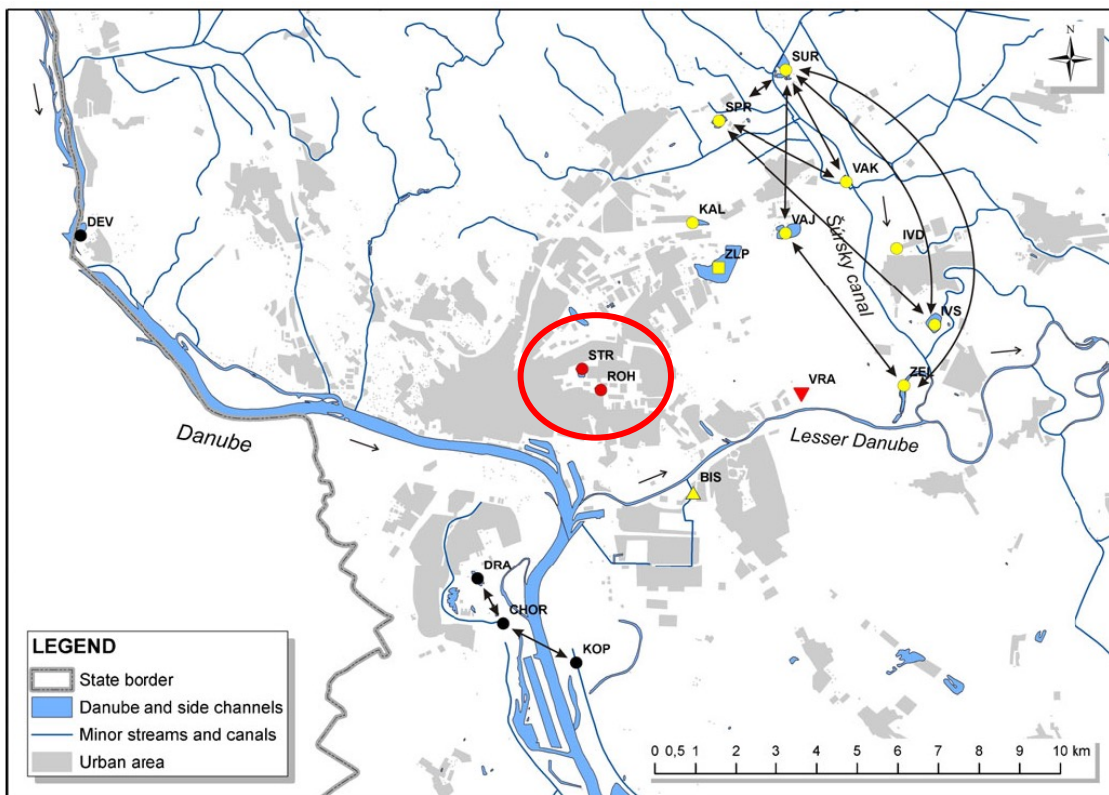 N
SUR
SPR
VAK
KAL
VAJ
IVD
DEV
ZLP
Šúrsky canal
IVS
STR
ROH
VRA
ZEL
Danube
Lesser Danube
BIS
DRA
CHOR
KOP
LEGEND
State border
Danube and side channels
Minor streams and canals
Urban area
0 0,5 1 2 3 4 5 6 7 8 9 10 km